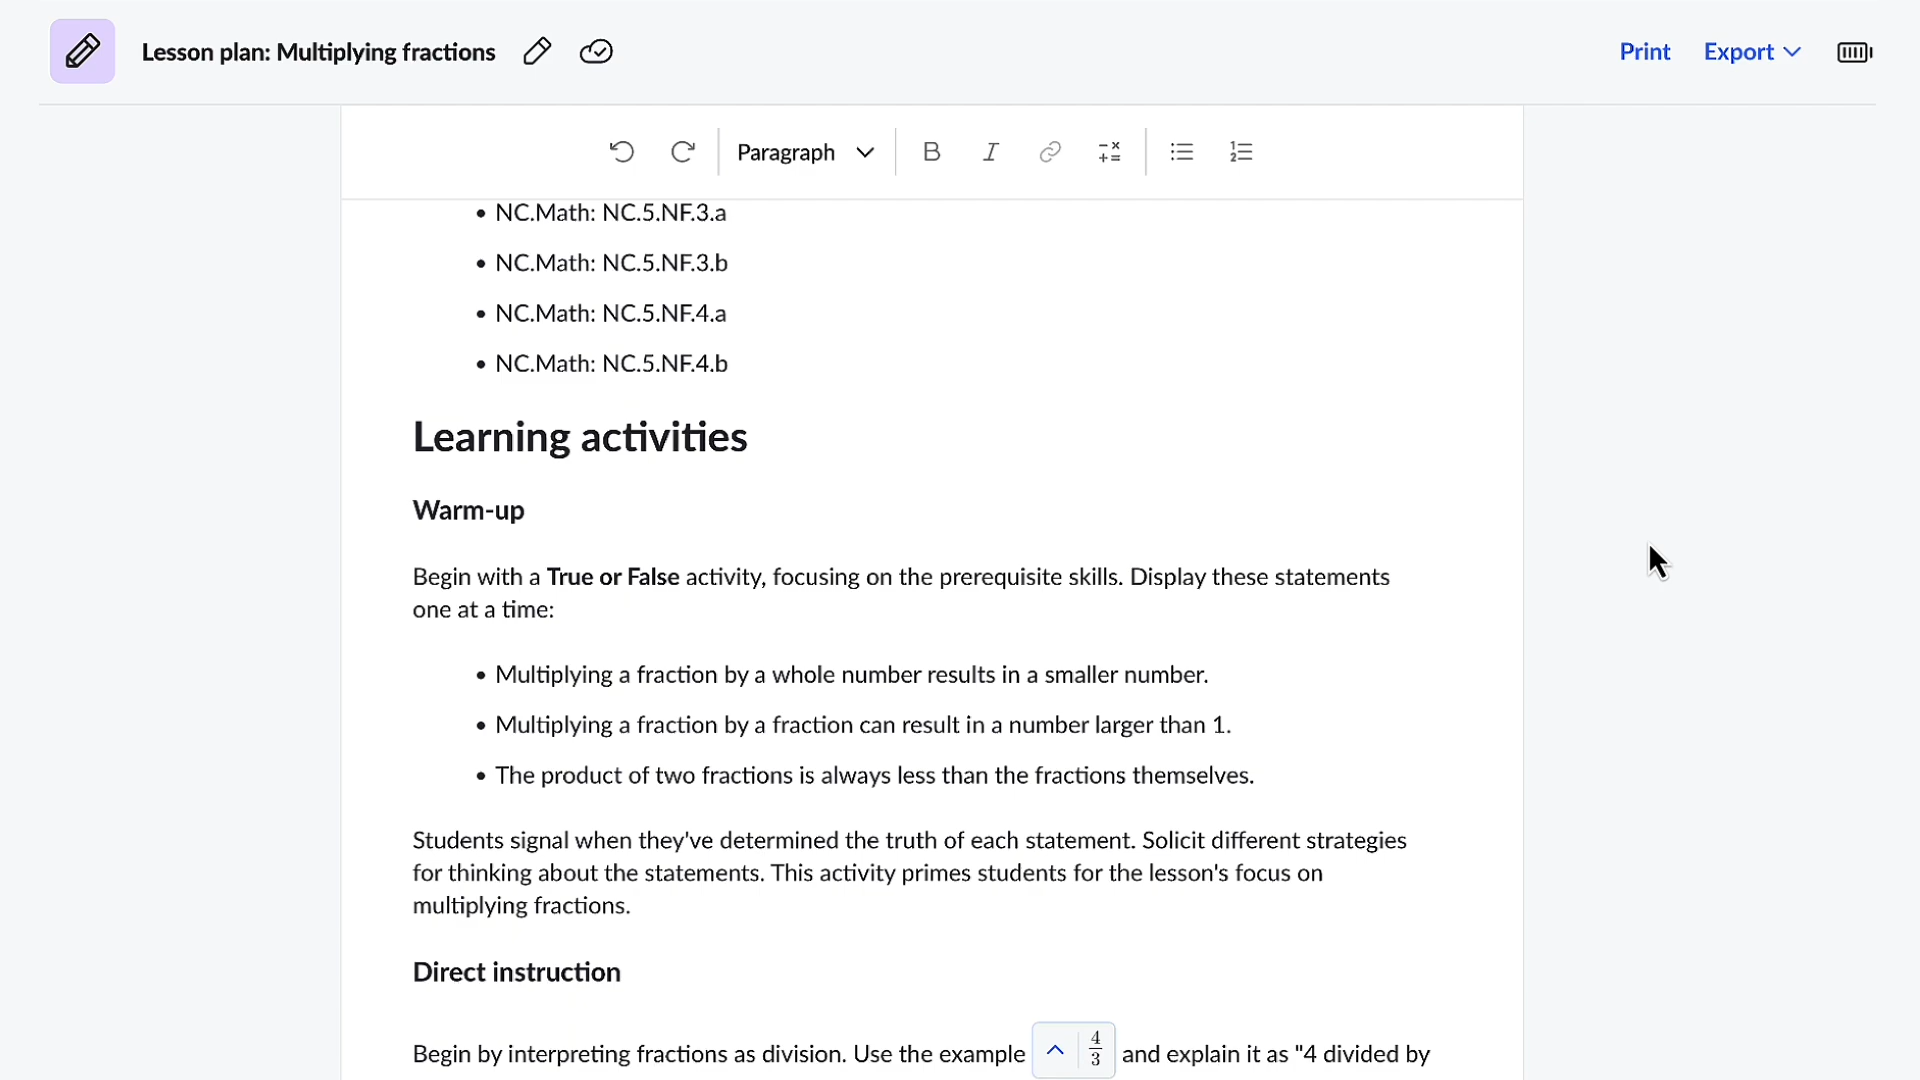 Lesson plan: Multiplying fractions
Print Export
Paragraph B I
• NC.Math: NC.5.NF.3.a
• NC.Math: NC.5.NF.3.b
• NC.Math: NC.5.NF.4.a
• NC.Math: NC.5.NF.4.b
Learning activities
Warm-up
Begin with a True or False activity, focusing on the prerequisite skills. Display these statements
one at a time:
• Multiplying a fraction by a whole number results in a smaller number.
• Multiplying a fraction by a fraction can result in a number larger than 1.
• The product of two fractions is always less than the fractions themselves.
Students signal when they've determined the truth of each statement. Solicit different strategies
for thinking about the statements. This activity primes students for the lesson's focus on
multiplying fractions.
Direct instruction
Begin by interpreting fractions as division. Use the example 4/3 and explain it as "4 divided by